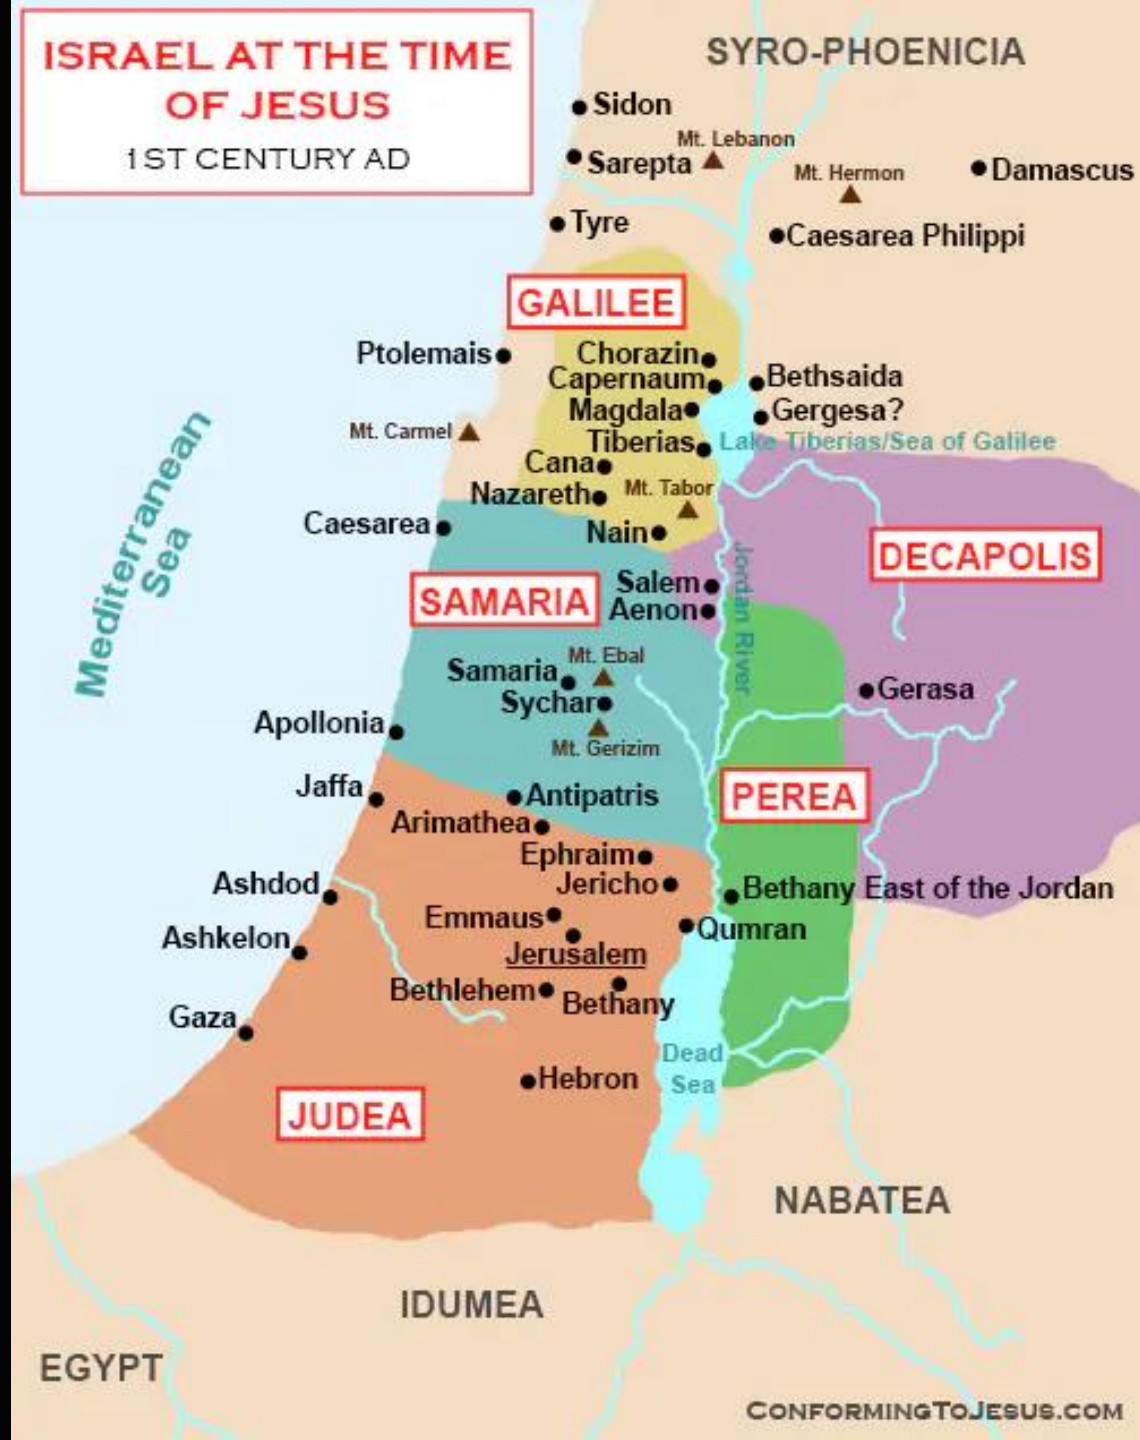 ISRAEL AT THE TIME
OF JESUS
1ST CENTURY AD
SYRO-PHOENICIA
Sidon
Mt. Lebanon
Sarepta
Mt. Hermon
Damascus
Tyre
Caesarea Philippi
GALILEE
Ptolemais
Chorazin
Capernaum
Bethsaida
Magdala
Gergesa?
Mt. Carmel
Tiberias
Lake Tiberias/Sea of Galilee
Cana
Nazareth
Mt. Tabor
Mediterranean
Sea
Caesarea
Nain
DECAPOLIS
Jordan River
Salem
SAMARIA
Aenon
Mt. Ebal
Samaria
Sychar
Gerasa
Apollonia
Mt. Gerizim
Jaffa
Antipatris
PEREA
Arimathea
Ephraim
Jericho
Ashdod
Bethany East of the Jordan
Emmaus
Qumran
Ashkelon
Jerusalem
Bethlehem
Bethany
Gaza
Dead
Sea
Hebron
JUDEA
NABATEA
IDUMEA
EGYPT
CONFORMINGTOJESUS.COM